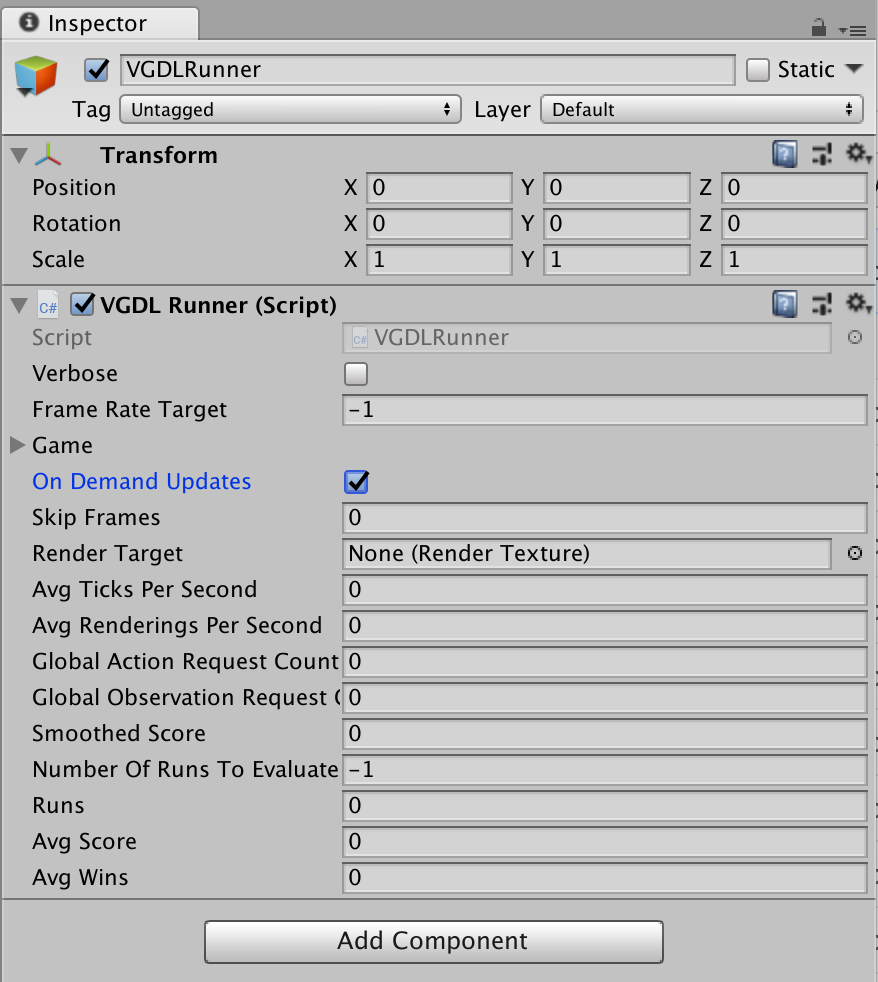 Inspector
VGDLRunner Static
Tag Untagged Layer Default
Transform
Position X 0 Y 0 Z 0
Rotation X 0 Y 0 Z 0
Scale X 1 Y 1 Z 1
C# VGDL Runner (Script)
Script C# VGDLRunner
Verbose
Frame Rate Target -1
Game
On Demand Updates
Skip Frames 0
Render Target None (Render Texture)
Avg Ticks Per Second 0
Avg Renderings Per Second 0
Global Action Request Count 0
Global Observation Request 0
Smoothed Score 0
Number Of Runs To Evaluate -1
Runs 0
Avg Score 0
Avg Wins 0
Add Component